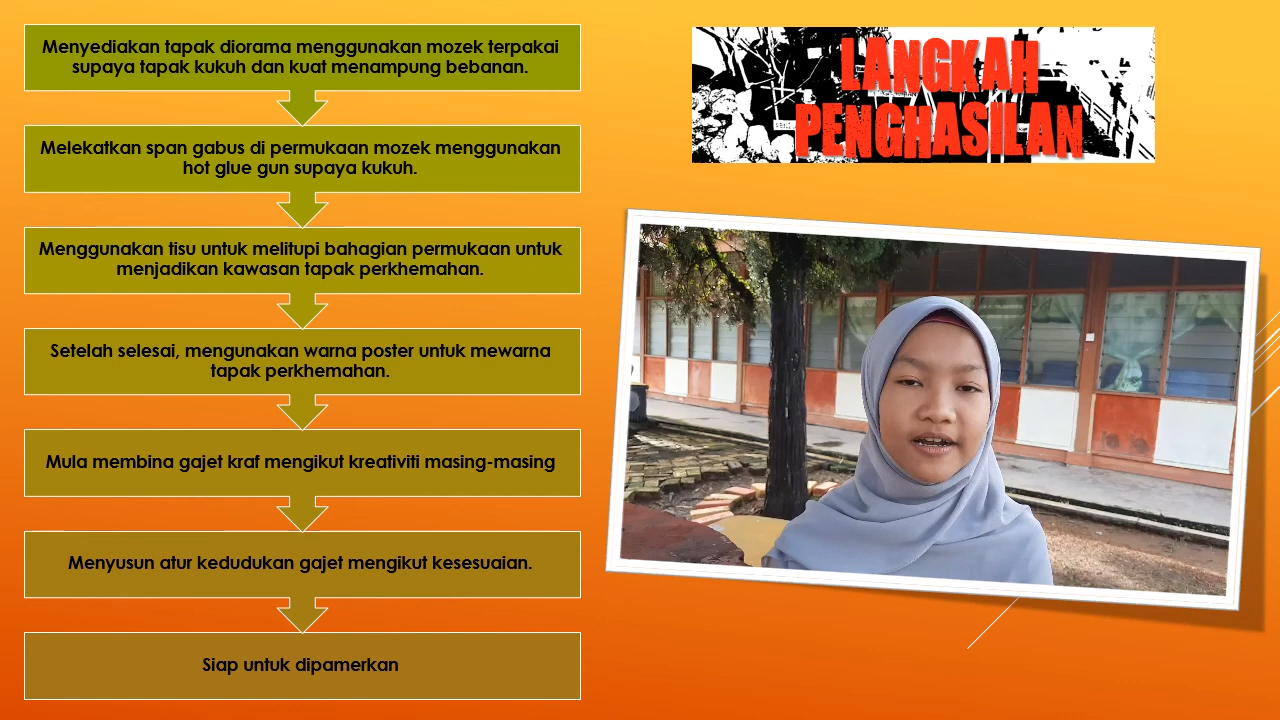 Menyediakan tapak diorama menggunakan mozek terpakai
supaya tapak kukuh dan kuat menampung bebanan.
Melekatkan span gabus di permukaan mozek menggunakan
hot glue gun supaya kukuh.
Menggunakan tisu untuk melitupi bahagian permukaan untuk
menjadikan kawasan tapak perkhemahan.
Setelah selesai, mengunakan warna poster untuk mewarna
tapak perkhemahan.
Mula membina gajet kraf mengikut kreativiti masing-masing
Menyusun atur kedudukan gajet mengikut kesesuaian.
Siap untuk dipamerkan
LANGKAH
PENGHASILAN